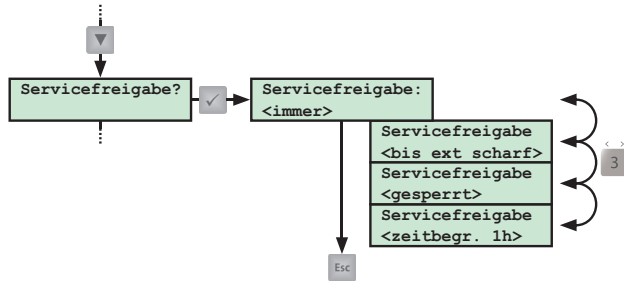 Servicefreigabe?
Servicefreigabe:
<immer>
Servicefreigabe
<bis ext scharf>
Servicefreigabe
<gesperrt>
Servicefreigabe
<zeitbegr. 1h>
< >
3
Esc